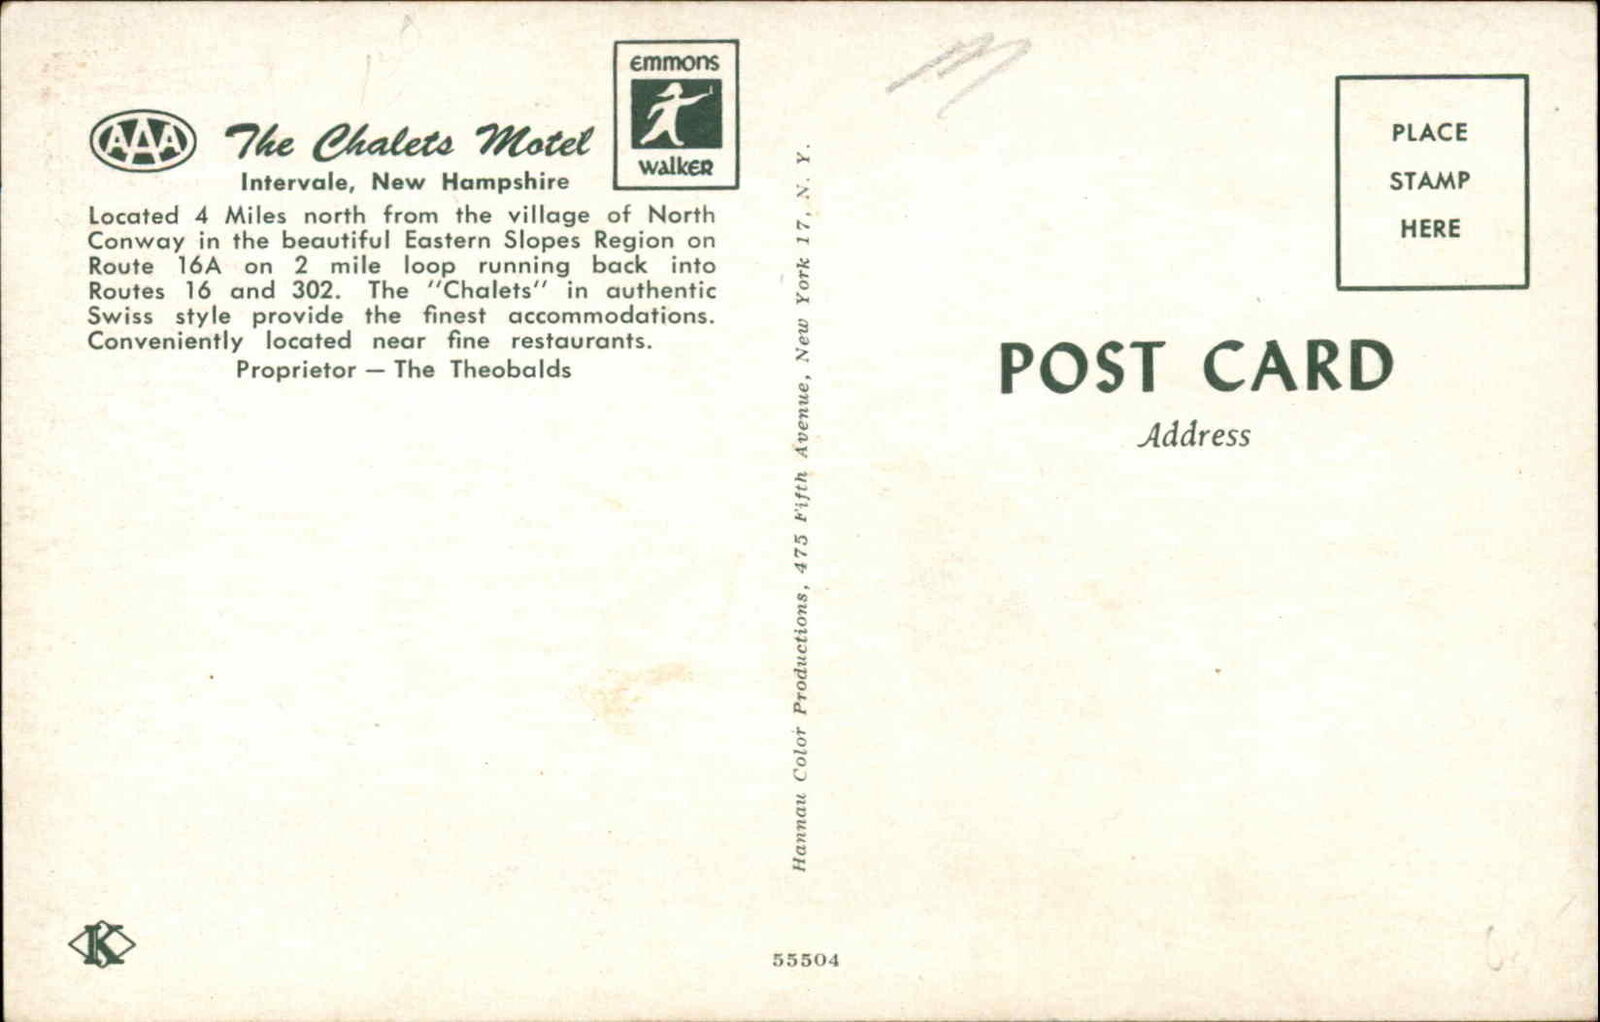 AAA
The Chalets Motel
Intervale, New Hampshire
emmons
walker
Located 4 Miles north from the village of North
Conway in the beautiful Eastern Slopes Region on
Route 16A on 2 mile loop running back into
Routes 16 and 302. The "Chalets" in authentic
Swiss style provide the finest accommodations.
Conveniently located near fine restaurants.
Proprietor — The Theobalds
K
Hannau Color Productions, 475 Fifth Avenue, New York 17, N. Y.
55504
PLACE
STAMP
HERE
POST CARD
Address